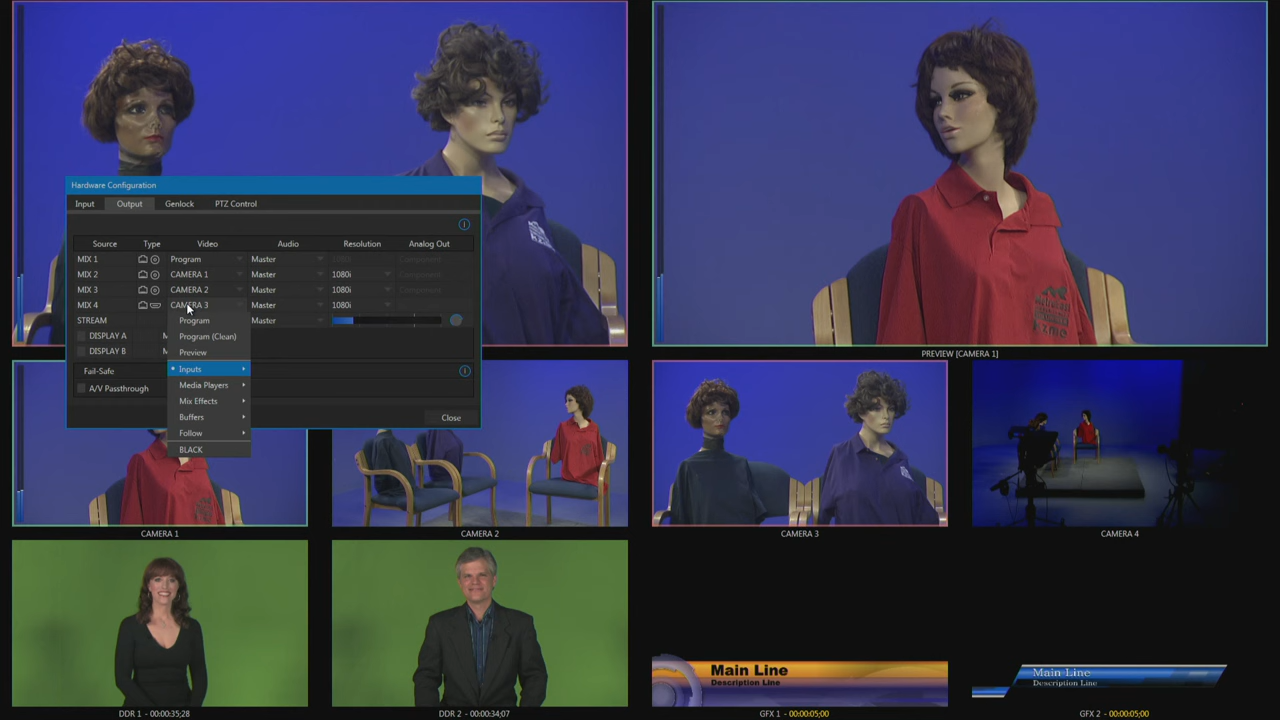 Hardware Configuration
Input Output Genlock PTZ Control
Source Type Video Audio Resolution Analog Out
MIX 1 Program Master 1080i Component
MIX 2 CAMERA 1 Master 1080i Component
MIX 3 CAMERA 2 Master 1080i
MIX 4 CAMERA 3 Master 1080i
STREAM Master
DISPLAY A M
DISPLAY B M
Program
Program (Clean)
Preview
Inputs
Media Players
Mix Effects
Buffers
Follow
BLACK
Fail-Safe
A/V Passthrough
Close
PREVIEW [CAMERA 1]
CAMERA 1
CAMERA 2
CAMERA 3
CAMERA 4
Main Line
Description Line
Main Line
Description Line
DDR 1 - 00:00:35;28
DDR 2 - 00:00:34;07
GFX 1 - 00:00:05;00
GFX 2 - 00:00:05;00